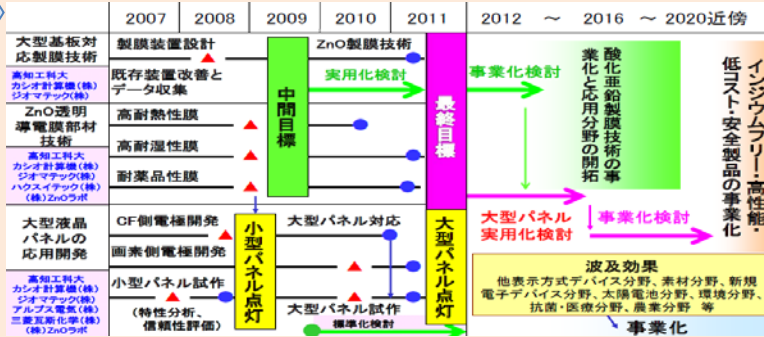 2007
2008
2009
2010
2011
2012 ～ 2016 ～ 2020近傍
大型基板対
応製膜技術
高知工科大
カシオ計算機(株)
ジオマテック(株)
製膜装置設計
既存装置改善と
データ収集
中間目標
ZnO製膜技術
実用化検討
最終目標
事業化検討
酸化亜鉛製膜技術の事
業化と応用分野の開拓
インジウムフリー・高性能・
低コスト・安全製品の事業化
ZnO透明
導電膜部材
技術
高知工科大
カシオ計算機(株)
ジオマテック(株)
ハウスイテック(株)
(株)ZnOラボ
高耐熱性膜
高耐湿性膜
耐薬品性膜
大型液晶
パネルの
応用開発
高知工科大
カシオ計算機(株)
ジオマテック(株)
アルプス電気(株)
三菱瓦斯化学(株)
(株)ZnOラボ
CF側電極開発
画素側電極開発
小型パネル試作
(特性分析、
信頼性評価)
小型パネル点灯
大型パネル対応
大型パネル試作
標準化検討
大型パネル点灯
大型パネル
実用化検討
事業化検討
波及効果
他表示方式デバイス分野、素材分野、新規
電子デバイス分野、太陽電池分野、環境分野、
抗菌・医療分野、農業分野 等
事業化